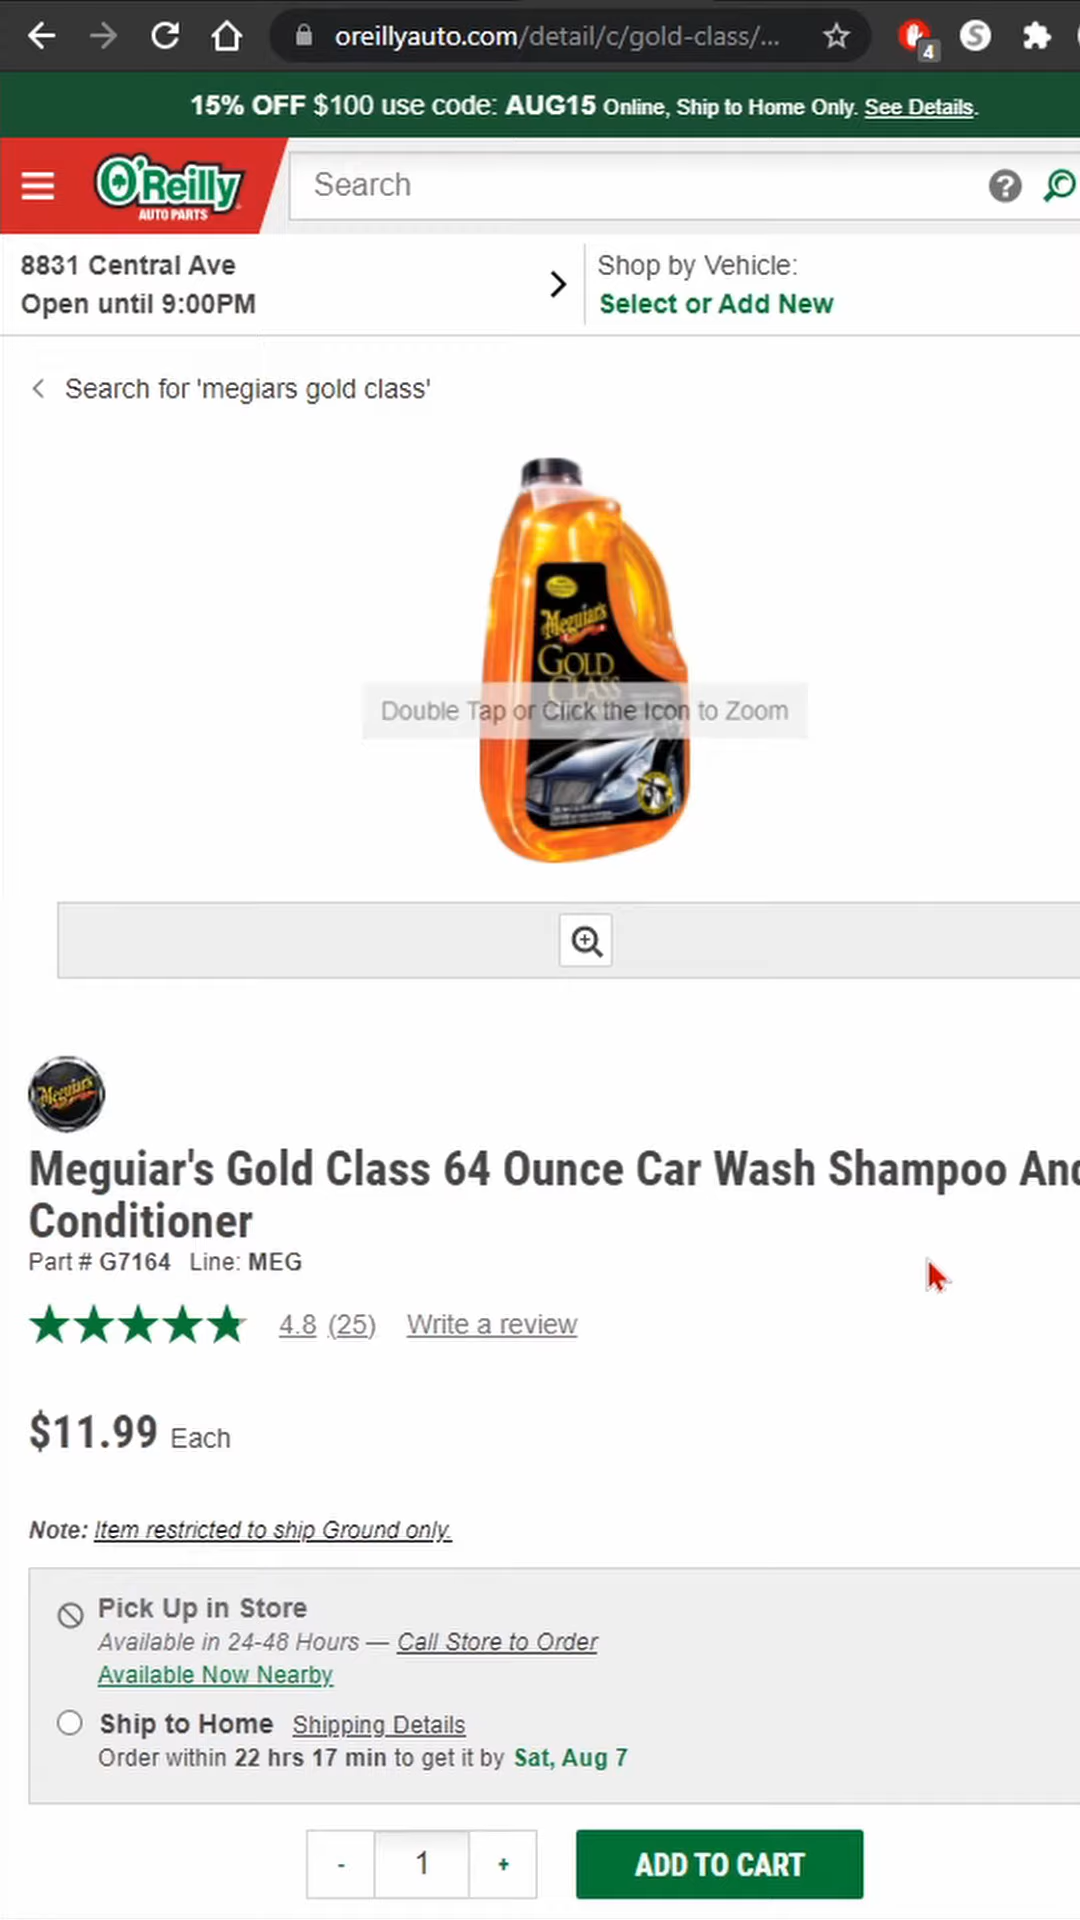 oreillyauto.com/detail/c/gold-class/...
4
S
15% OFF $100 use code: AUG15 Online, Ship to Home Only. See Details.
O'Reilly
AUTO PARTS
Search
?
8831 Central Ave
Open until 9:00PM
Shop by Vehicle:
Select or Add New
Search for 'megiars gold class'
Meguiar's
GOLD
CLASS
Double Tap or Click the Icon to Zoom
Meguiar's
Meguiar's Gold Class 64 Ounce Car Wash Shampoo And
Conditioner
Part # G7164 Line: MEG
4.8 (25) Write a review
$11.99 Each
Note: Item restricted to ship Ground only.
Pick Up in Store
Available in 24-48 Hours — Call Store to Order
Available Now Nearby
Ship to Home Shipping Details
Order within 22 hrs 17 min to get it by Sat, Aug 7
- 1 + ADD TO CART